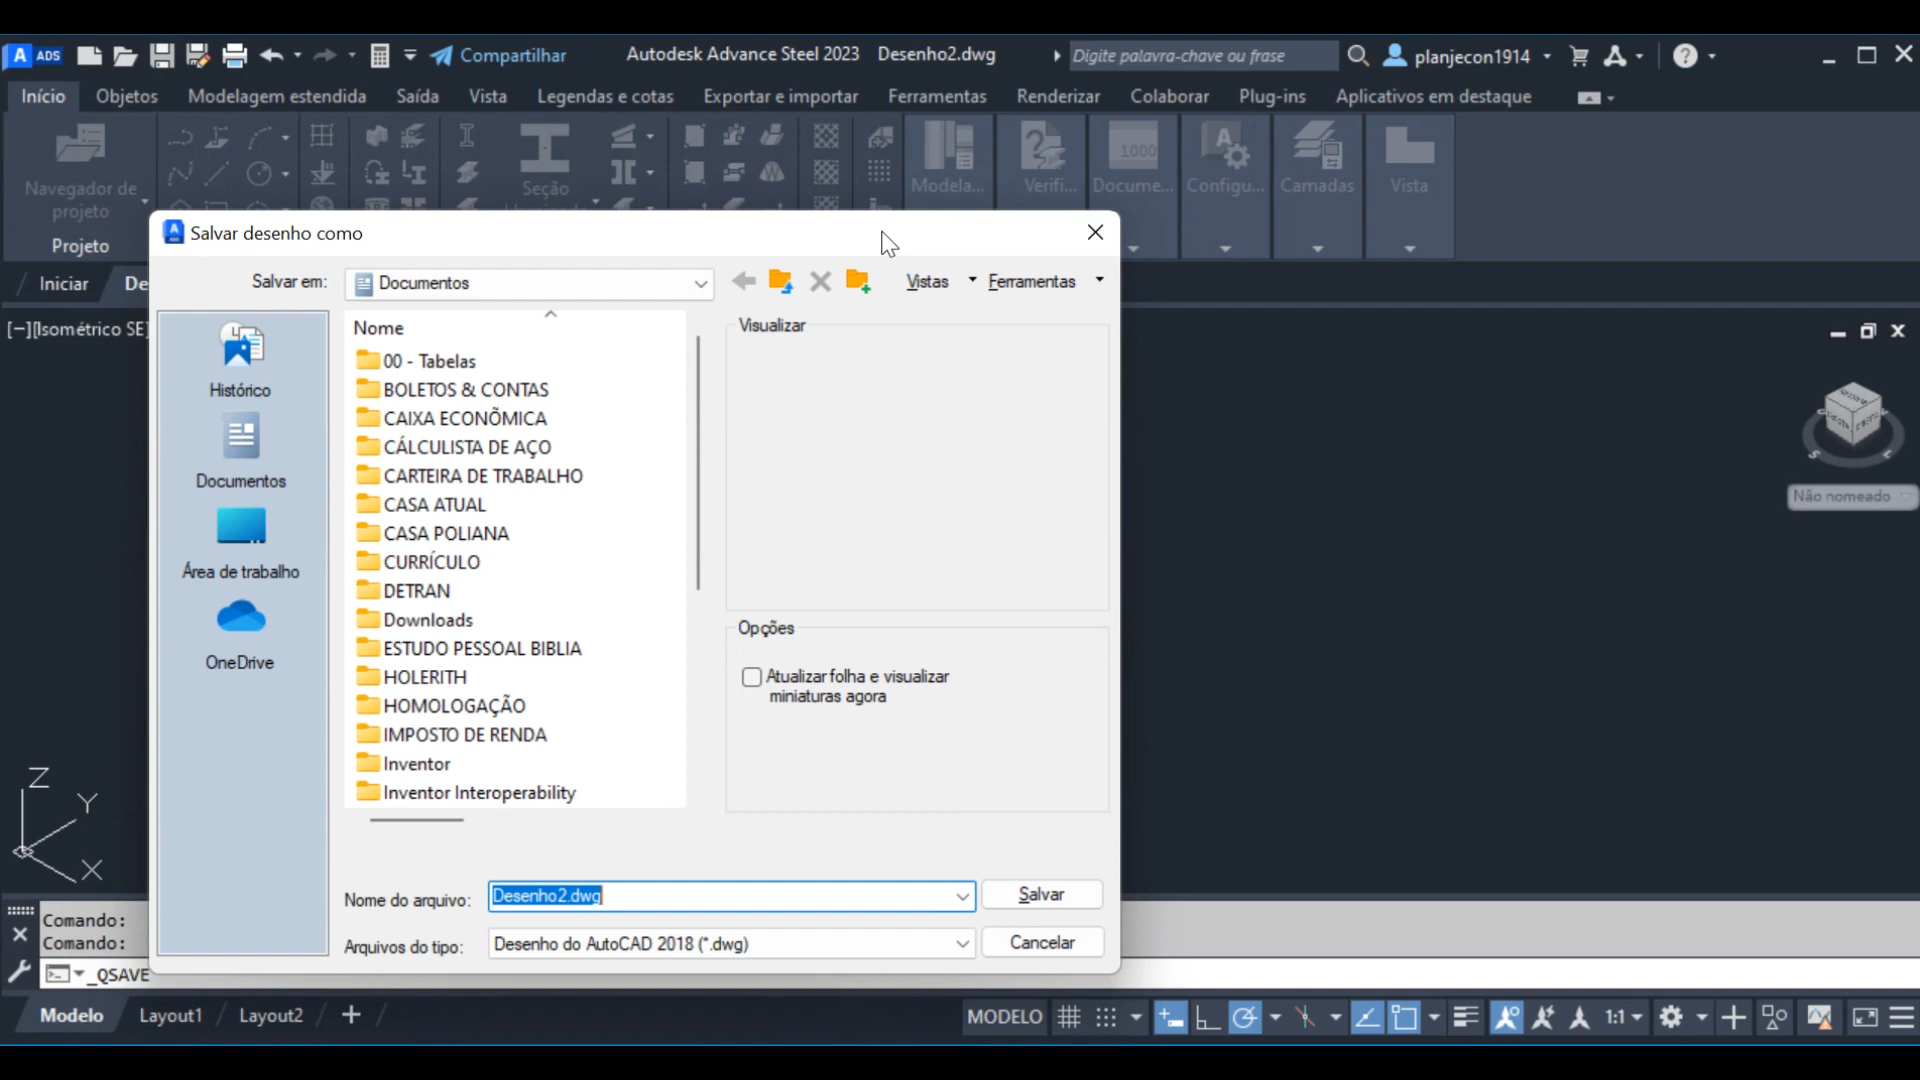 A ADS
Compartilhar
Autodesk Advance Steel 2023 Desenho2.dwg
Digite palavra-chave ou frase
planjecon1914
Início Objetos Modelagem estendida Saída Vista Legendas e cotas Exportar e importar Ferramentas Renderizar Colaborar Plug-ins Aplicativos em destaque
Navegador de
projeto
Projeto
Seção
Modela...
Verifi...
1000
Docume...
Configu...
Camadas
Vista
Iniciar
De
[−][Isométrico SE]
Salvar desenho como
Salvar em:
Documentos
Vistas
Ferramentas
Histórico
Documentos
Área de trabalho
OneDrive
Nome
00 - Tabelas
BOLETOS & CONTAS
CAIXA ECONÕMICA
CÁLCULISTA DE AÇO
CARTEIRA DE TRABALHO
CASA ATUAL
CASA POLIANA
CURRÍCULO
DETRAN
Downloads
ESTUDO PESSOAL BIBLIA
HOLERITH
HOMOLOGAÇÃO
IMPOSTO DE RENDA
Inventor
Inventor Interoperability
Visualizar
Opções
Atualizar folha e visualizar
miniaturas agora
Nome do arquivo:
Desenho2.dwg
Salvar
Arquivos do tipo:
Desenho do AutoCAD 2018 (*.dwg)
Cancelar
Não nomeado
Z
Y
X
Comando:
Comando:
_QSAVE
Modelo Layout1 Layout2 +
MODELO
1:1